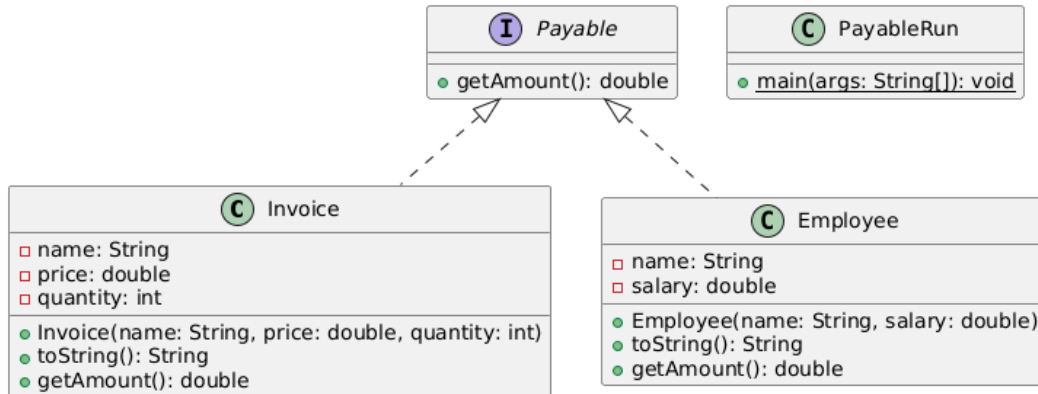 I Payable
getAmount(): double
C PayableRun
main(args: String[]): void
C Invoice
name: String
price: double
quantity: int
Invoice(name: String, price: double, quantity: int)
toString(): String
getAmount(): double
C Employee
name: String
salary: double
Employee(name: String, salary: double)
toString(): String
getAmount(): double